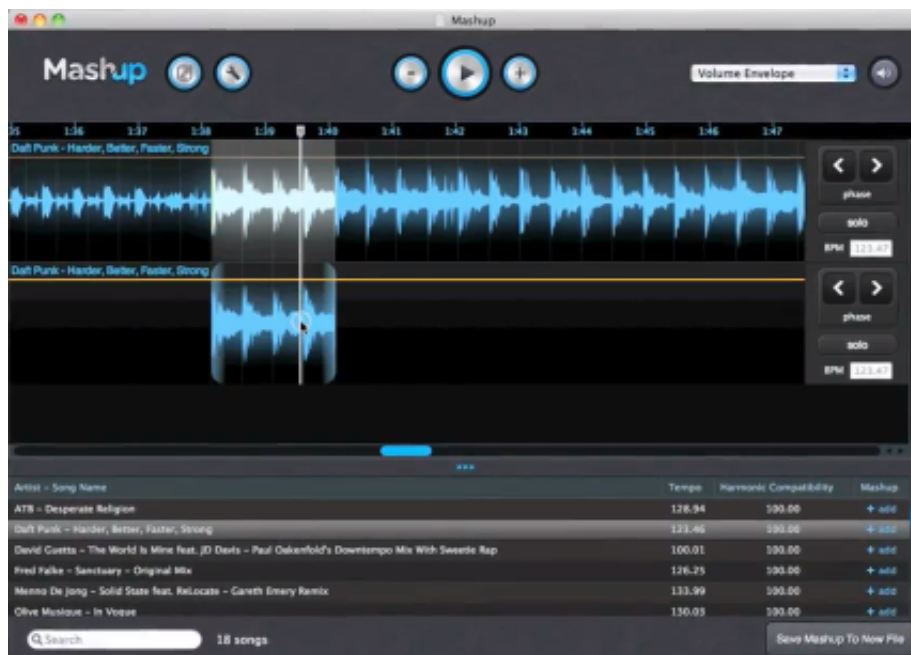 Mashup
Mashup
Volume Envelope
35 1:36 1:37 1:38 1:39 1:40 1:41 1:42 1:43 1:44 1:45 1:46 1:47
Daft Punk - Harder, Better, Faster, Strong
phase
solo
BPM 123.47
Daft Punk - Harder, Better, Faster, Strong
phase
solo
BPM 123.47
Artist - Song Name Tempo Harmonic Compatibility Mashup
ATB - Desperate Religion 128.94 100.00 + add
Daft Punk - Harder, Better, Faster, Strong 123.46 100.00 + add
David Guetta - The World Is Mine feat. JD Davis - Paul Oakenfold's Downtempo Mix With Sweetie Rap 100.01 100.00 + add
Fred Falke - Sanctuary - Original Mix 126.25 100.00 + add
Menno De Jong - Solid State feat. ReLocate - Gareth Emery Remix 133.99 100.00 + add
Olive Musique - In Vogue 130.03 100.00 + add
Search 18 songs Save Mashup To New File